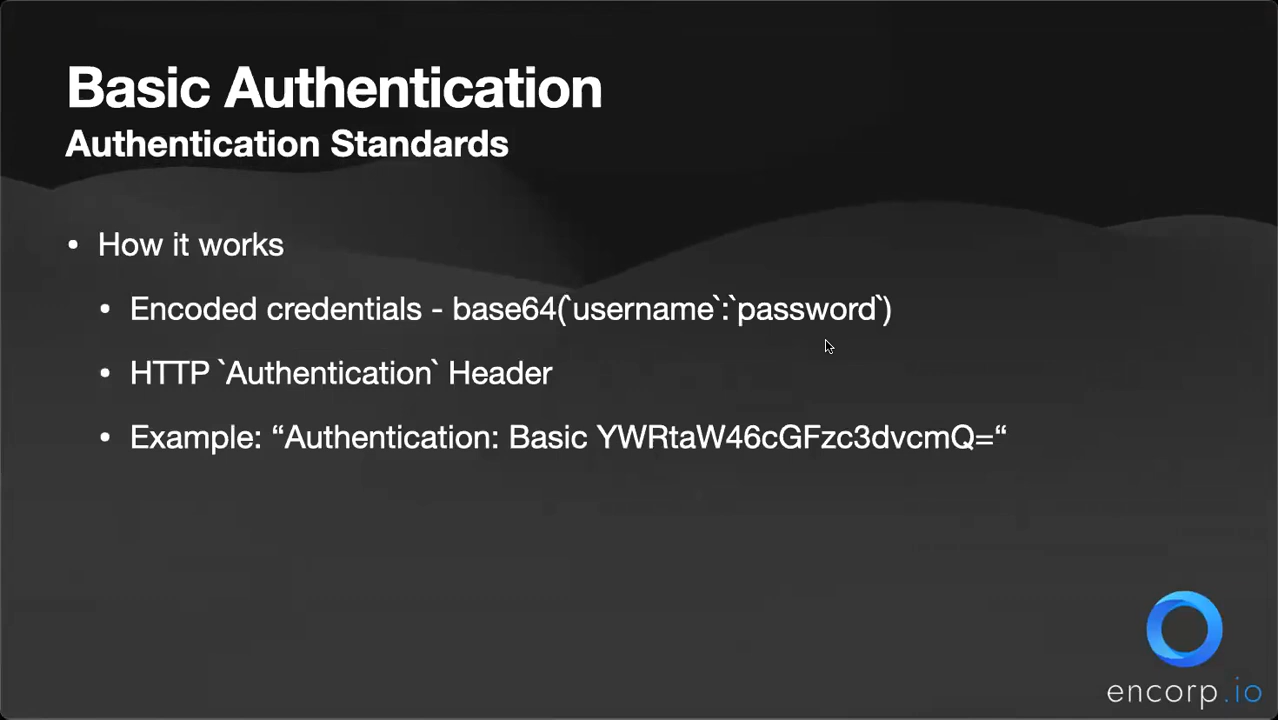 Basic Authentication
Authentication Standards
• How it works
• Encoded credentials - base64(`username`:`password`)
• HTTP `Authentication` Header
• Example: “Authentication: Basic YWRtaW46cGFzc3dvcmQ=“
encorp.io